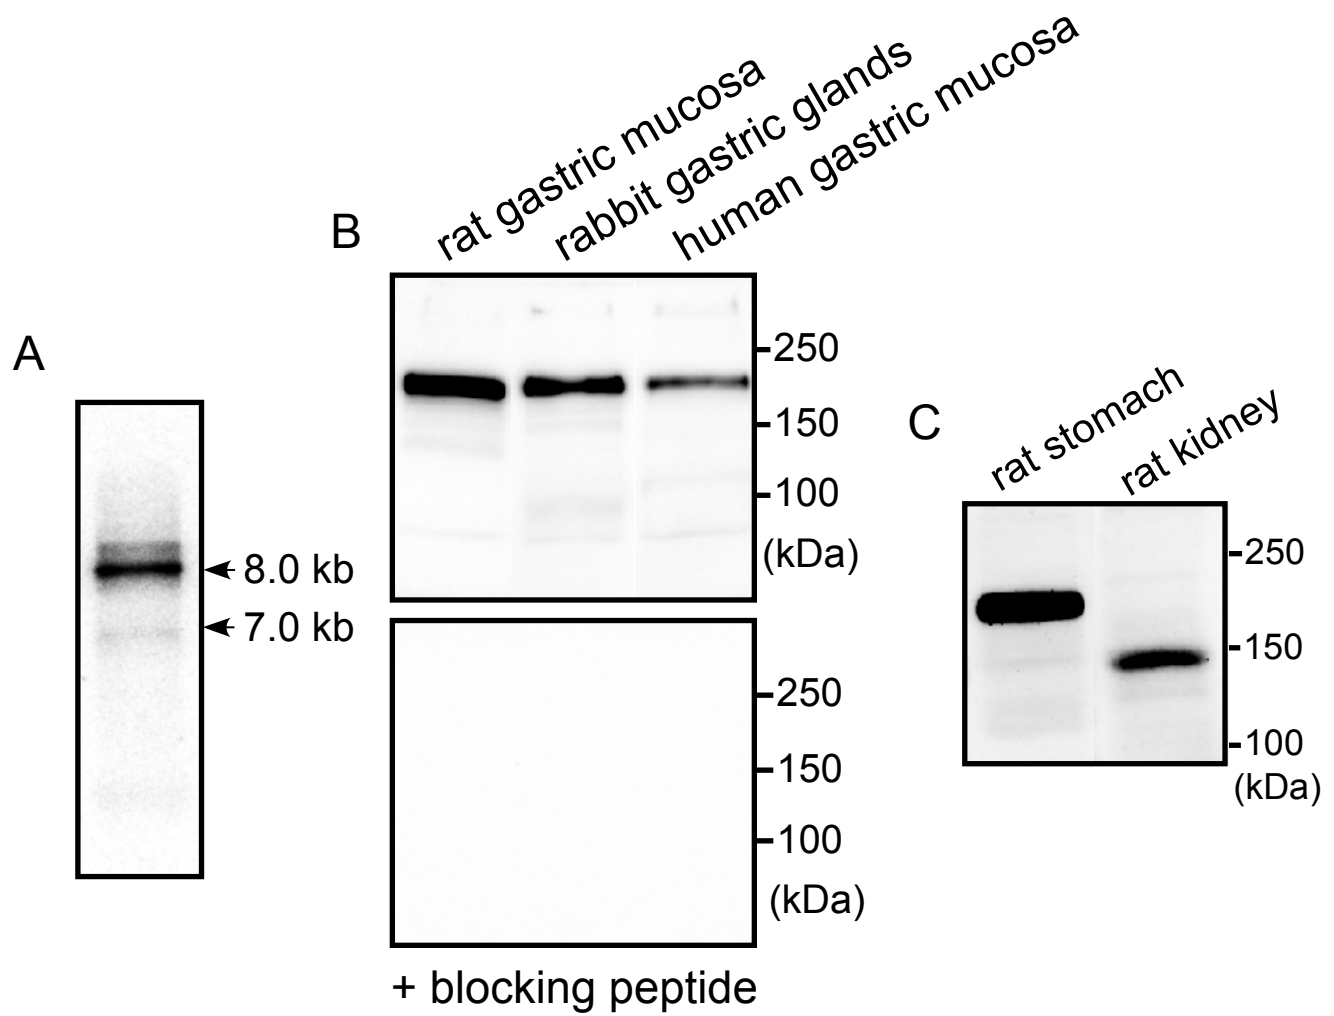 A
8.0 kb
7.0 kb
B
rat gastric mucosa
rabbit gastric glands
human gastric mucosa
250
150
100
(kDa)
250
150
100
(kDa)
+ blocking peptide
C
rat stomach
rat kidney
250
150
100
(kDa)